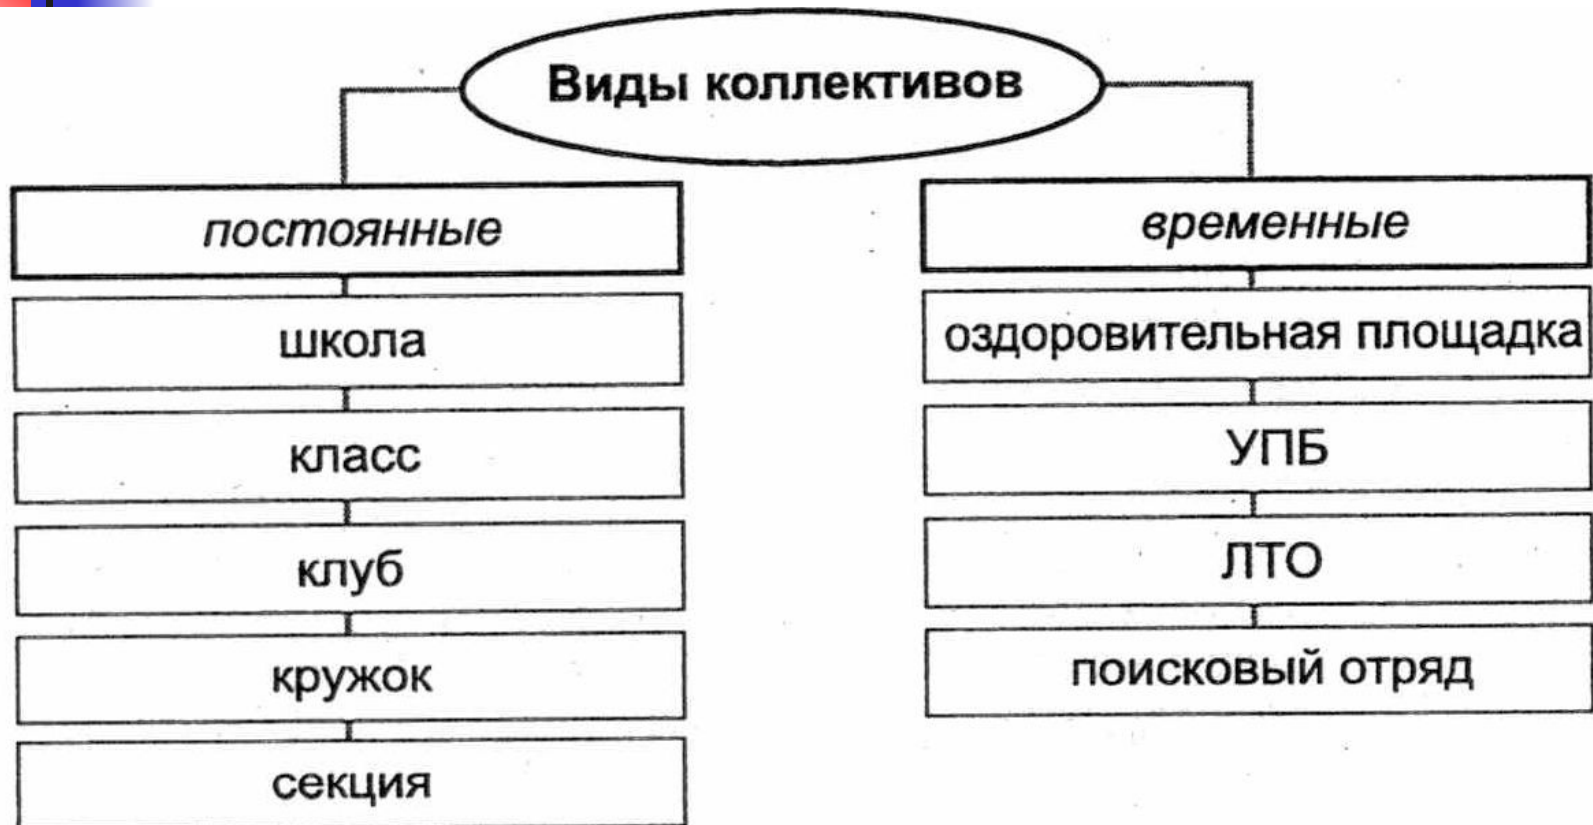 Виды коллективов
постоянные
школа
класс
клуб
кружок
секция
временные
оздоровительная площадка
УПБ
ЛТО
поисковый отряд